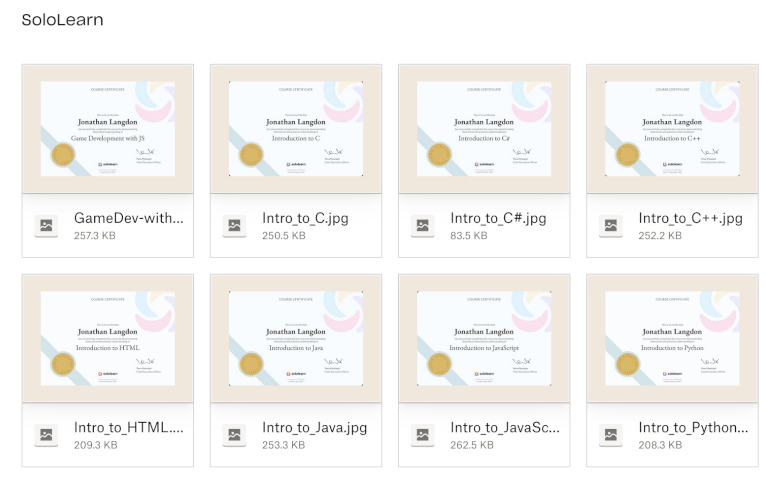 SoloLearn
COURSE CERTIFICATE
Jonathan Langdon
Game Development with JS
sololearn
COURSE CERTIFICATE
Jonathan Langdon
Introduction to C
sololearn
COURSE CERTIFICATE
Jonathan Langdon
Introduction to C#
sololearn
COURSE CERTIFICATE
Jonathan Langdon
Introduction to C++
sololearn
GameDev-with...
257.3 KB
Intro_to_C.jpg
250.5 KB
Intro_to_C#.jpg
83.5 KB
Intro_to_C++.jpg
252.2 KB
COURSE CERTIFICATE
Jonathan Langdon
Introduction to HTML
sololearn
COURSE CERTIFICATE
Jonathan Langdon
Introduction to Java
sololearn
COURSE CERTIFICATE
Jonathan Langdon
Introduction to JavaScript
sololearn
COURSE CERTIFICATE
Jonathan Langdon
Introduction to Python
sololearn
Intro_to_HTML....
209.3 KB
Intro_to_Java.jpg
253.3 KB
Intro_to_JavaSc...
262.5 KB
Intro_to_Python...
208.3 KB